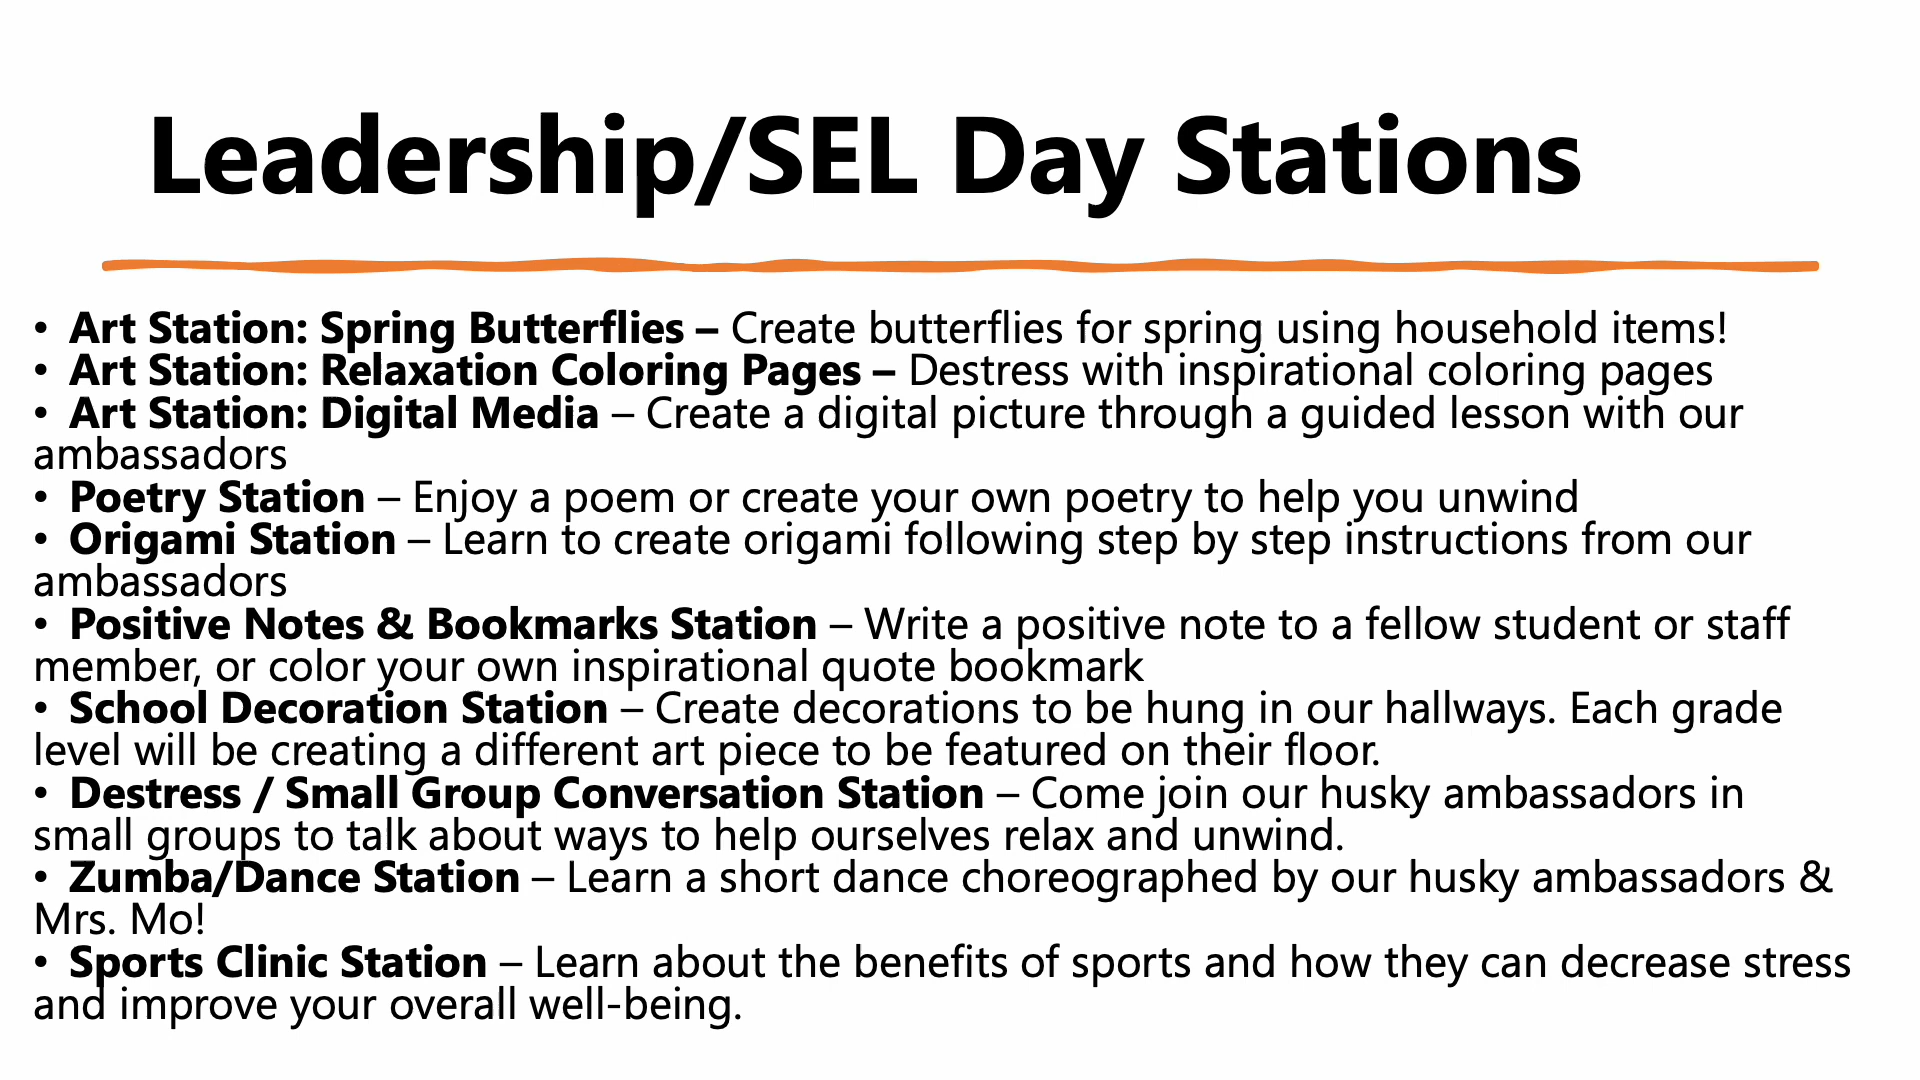 Leadership/SEL Day Stations
• Art Station: Spring Butterflies – Create butterflies for spring using household items!
• Art Station: Relaxation Coloring Pages – Destress with inspirational coloring pages
• Art Station: Digital Media – Create a digital picture through a guided lesson with our
ambassadors
• Poetry Station – Enjoy a poem or create your own poetry to help you unwind
• Origami Station – Learn to create origami following step by step instructions from our
ambassadors
• Positive Notes & Bookmarks Station – Write a positive note to a fellow student or staff
member, or color your own inspirational quote bookmark
• School Decoration Station – Create decorations to be hung in our hallways. Each grade
level will be creating a different art piece to be featured on their floor.
• Destress / Small Group Conversation Station – Come join our husky ambassadors in
small groups to talk about ways to help ourselves relax and unwind.
• Zumba/Dance Station – Learn a short dance choreographed by our husky ambassadors &
Mrs. Mo!
• Sports Clinic Station – Learn about the benefits of sports and how they can decrease stress
and improve your overall well-being.